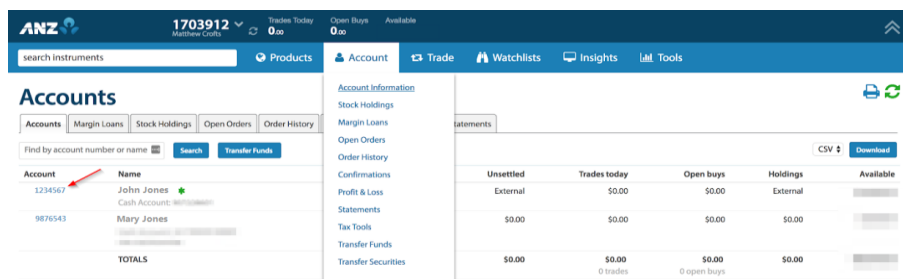 ANZ
1703912
Matthew Crofts
Trades Today
0.00
Open Buys
0.00
Available
search instruments
Products
Account
Trade
Watchlists
Insights
Tools
Account Information
Stock Holdings
Margin Loans
Open Orders
Order History
Confirmations
Profit & Loss
Statements
Tax Tools
Transfer Funds
Transfer Securities
Accounts
Accounts Margin Loans Stock Holdings Open Orders Order History tatements
Find by account number or name Search Transfer Funds CSV Download
Account Name Unsettled Trades today Open buys Holdings Available
1234567 John Jones External $0.00 $0.00 External
Cash Account:
9876543 Mary Jones $0.00 $0.00 $0.00 $0.00
TOTALS $0.00 $0.00 $0.00 $0.00
0 trades 0 open buys